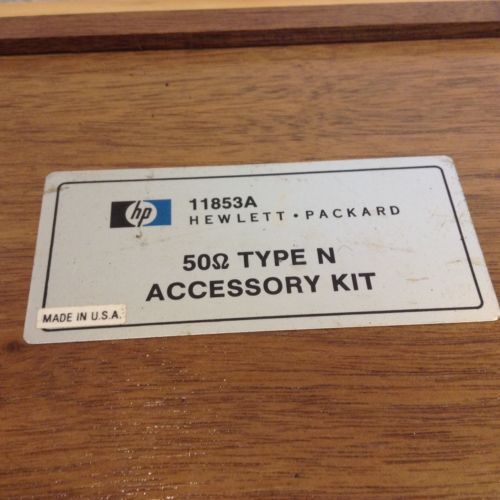 hp 11853A
HEWLETT • PACKARD
50Ω TYPE N
ACCESSORY KIT
MADE IN U.S.A.